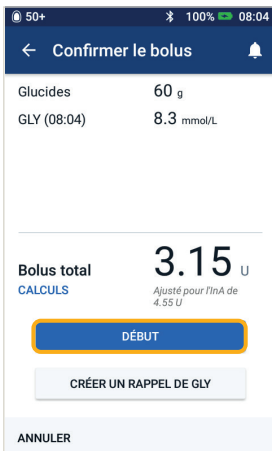 50+ 100% 08:04
Confirmer le bolus
Glucides 60 g
GLY (08:04) 8.3 mmol/L
Bolus total 3.15 U
CALCULS Ajusté pour l'InA de
4.55 U
DÉBUT
CRÉER UN RAPPEL DE GLY
ANNULER